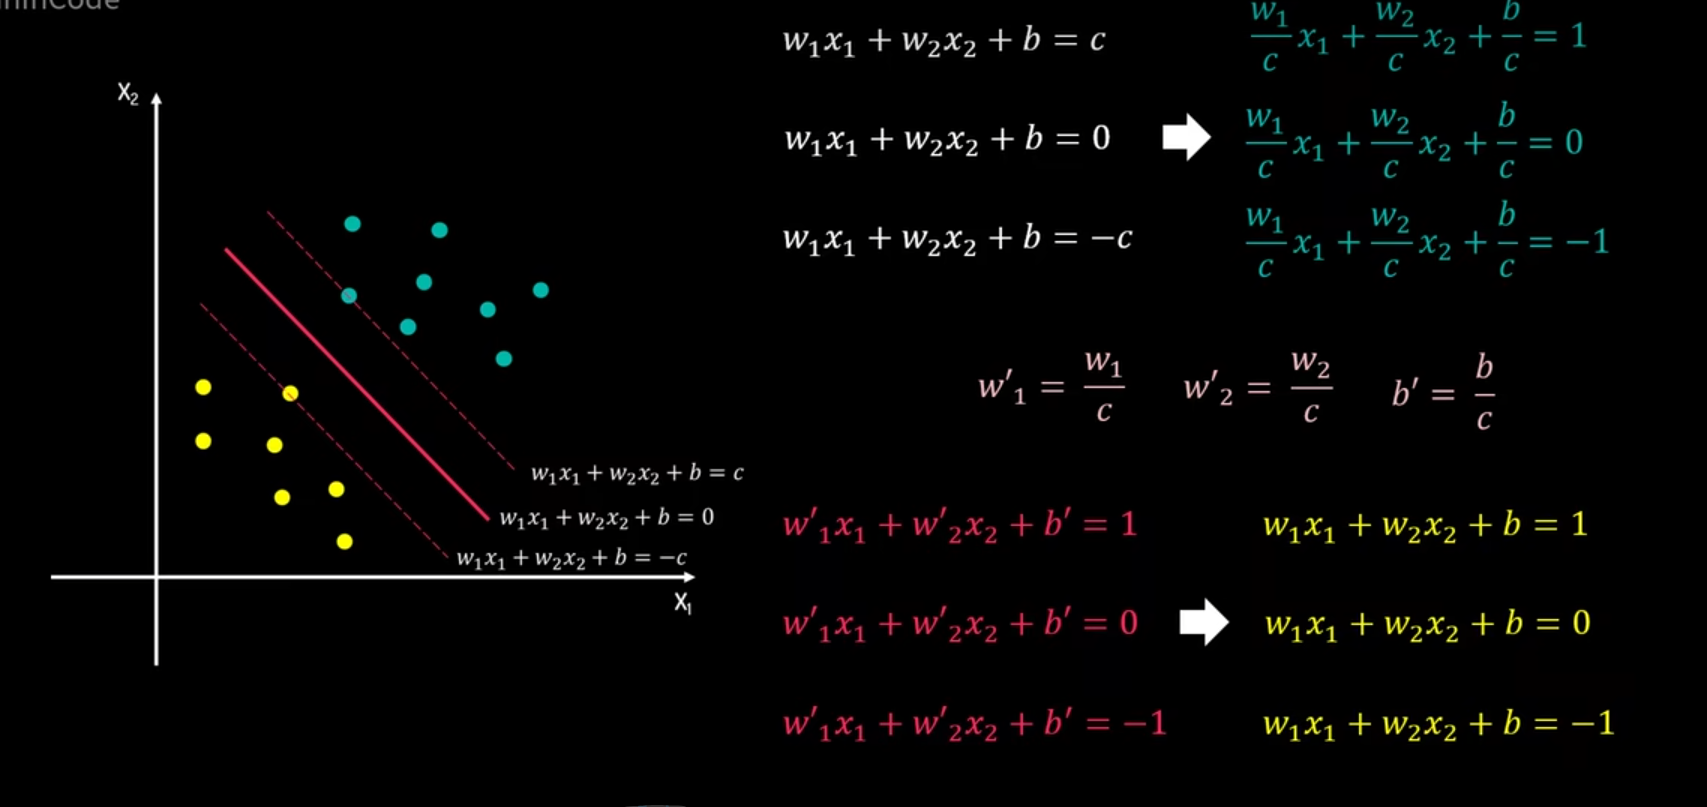 w₁x₁ + w₂x₂ + b = c
w₁/c x₁ + w₂/c x₂ + b/c = 1
X₂
w₁x₁ + w₂x₂ + b = 0
w₁/c x₁ + w₂/c x₂ + b/c = 0
w₁x₁ + w₂x₂ + b = −c
w₁/c x₁ + w₂/c x₂ + b/c = −1
w′₁ = w₁/c w′₂ = w₂/c b′ = b/c
w₁x₁ + w₂x₂ + b = c
w₁x₁ + w₂x₂ + b = 0
w₁x₁ + w₂x₂ + b = −c
X₁
w′₁x₁ + w′₂x₂ + b′ = 1
w₁x₁ + w₂x₂ + b = 1
w′₁x₁ + w′₂x₂ + b′ = 0
w₁x₁ + w₂x₂ + b = 0
w′₁x₁ + w′₂x₂ + b′ = −1
w₁x₁ + w₂x₂ + b = −1